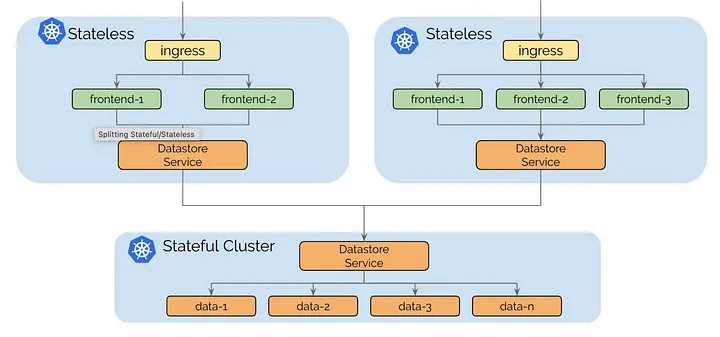 Stateless
ingress
frontend-1
frontend-2
Splitting Stateful/Stateless
Datastore
Service
Stateless
ingress
frontend-1
frontend-2
frontend-3
Datastore
Service
Stateful Cluster
Datastore
Service
data-1
data-2
data-3
data-n